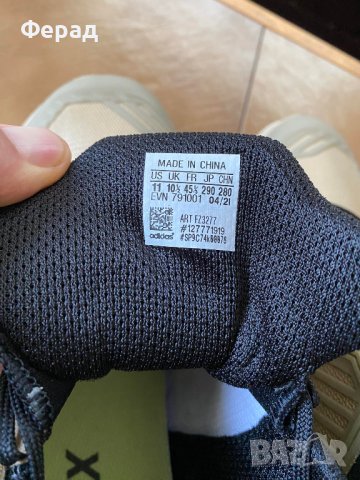 Ферад
MADE IN CHINA
US UK FR JP CHN
11 10½ 45⅓ 290 280
EVN 791001 04/21
ART FZ3277
#127771919
adidas
X
BAZAR